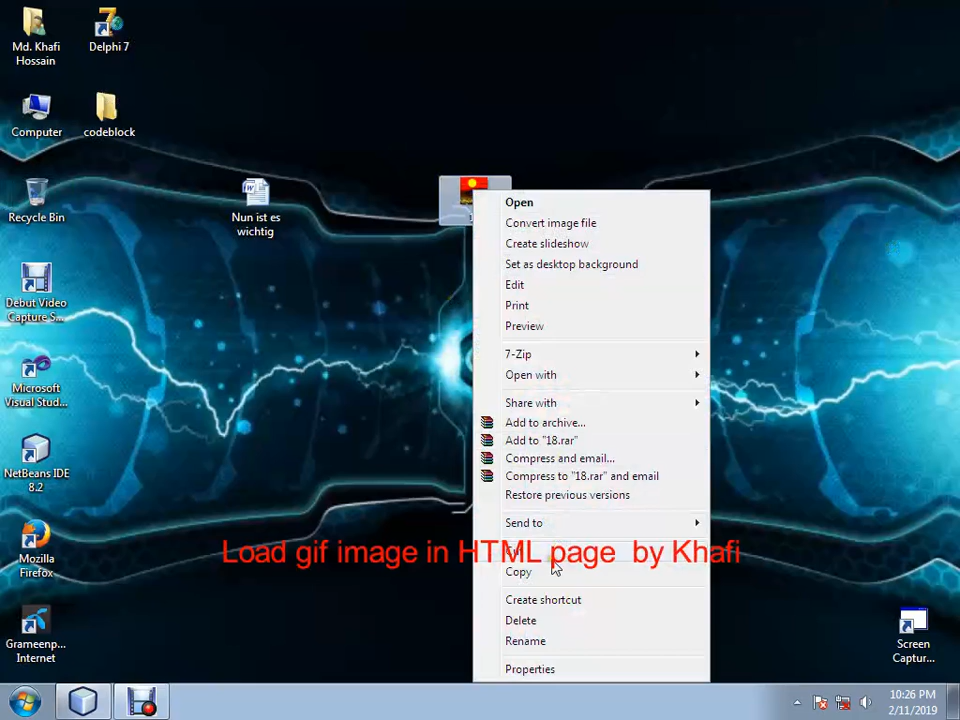 Md. Khafi
Hossain
Delphi 7
Computer
codeblock
Recycle Bin
Nun ist es
wichtig
Debut Video
Capture S...
Microsoft
Visual Stud...
NetBeans IDE
8.2
Mozilla
Firefox
Grameenp...
Internet
Open
Convert image file
Create slideshow
Set as desktop background
Edit
Print
Preview
7-Zip
Open with
Share with
Add to archive...
Add to "18.rar"
Compress and email...
Compress to "18.rar" and email
Restore previous versions
Send to
Load gif image in HTML page by Khafi
Copy
Create shortcut
Delete
Rename
Properties
Screen
Captur...
10:26 PM
2/11/2019